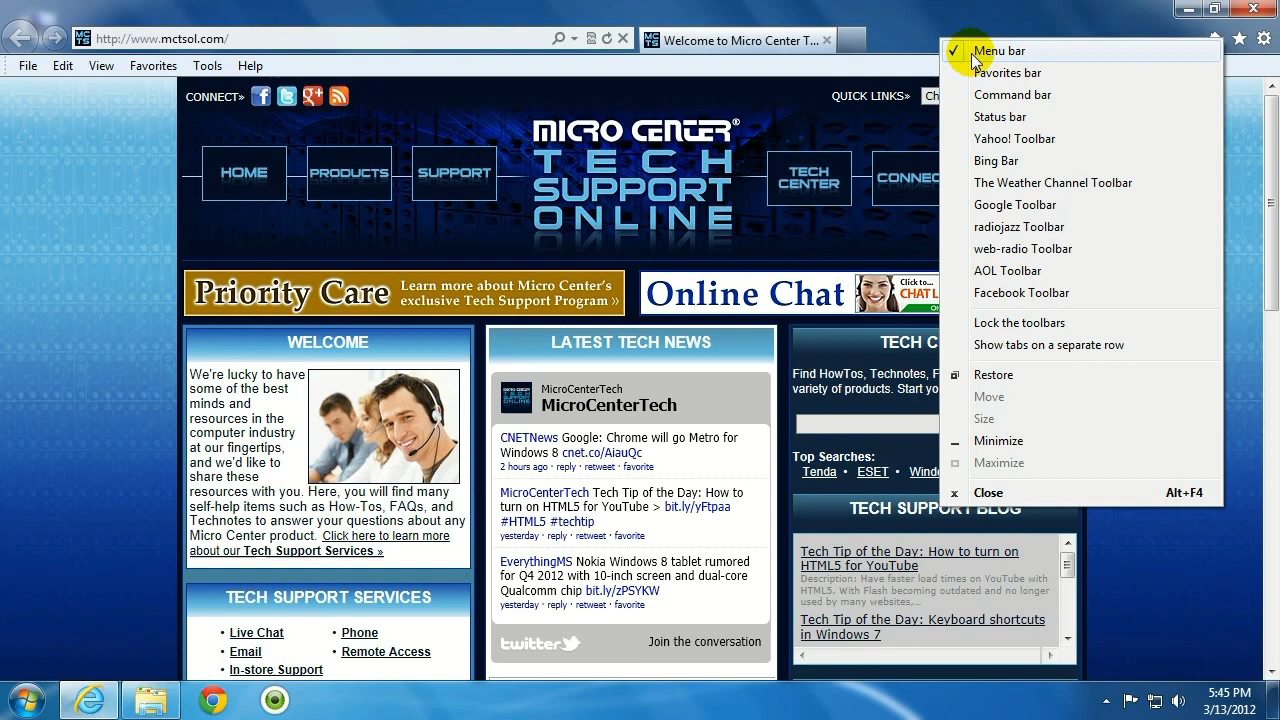 http://www.mctsol.com/
Welcome to Micro Center T...
File Edit View Favorites Tools Help
CONNECT»
QUICK LINKS»
Ch
MICRO CENTER®
TECH
SUPPORT
ONLINE
HOME
PRODUCTS
SUPPORT
TECH
CENTER
CONNEC
Priority Care
Learn more about Micro Center's
exclusive Tech Support Program »
Online Chat
Click to...
CHAT L
WELCOME
We're lucky to have
some of the best
minds and
resources in the
computer industry
at our fingertips,
and we'd like to
share these
resources with you. Here, you will find many
self-help items such as How-Tos, FAQs, and
Technotes to answer your questions about any
Micro Center product. Click here to learn more
about our Tech Support Services »
TECH SUPPORT SERVICES
• Live Chat
• Phone
• Email
• Remote Access
• In-store Support
LATEST TECH NEWS
MicroCenterTech
MicroCenterTech
CNETNews Google: Chrome will go Metro for
Windows 8 cnet.co/AiauQc
2 hours ago · reply · retweet · favorite
MicroCenterTech Tech Tip of the Day: How to
turn on HTML5 for YouTube > bit.ly/yFtpaa
#HTML5 #techtip
yesterday · reply · retweet · favorite
EverythingMS Nokia Windows 8 tablet rumored
for Q4 2012 with 10-inch screen and dual-core
Qualcomm chip bit.ly/zPSYKW
yesterday · reply · retweet · favorite
twitter
Join the conversation
TECH C
Find HowTos, Technotes, F
variety of products. Start you
Top Searches:
Tenda • ESET • Windo
TECH SUPPORT BLOG
Tech Tip of the Day: How to turn on
HTML5 for YouTube
Description: Have faster load times on YouTube with
HTML5. With Flash becoming outdated and no longer
used by many websites,...
Tech Tip of the Day: Keyboard shortcuts
in Windows 7
Menu bar
Favorites bar
Command bar
Status bar
Yahoo! Toolbar
Bing Bar
The Weather Channel Toolbar
Google Toolbar
radiojazz Toolbar
web-radio Toolbar
AOL Toolbar
Facebook Toolbar
Lock the toolbars
Show tabs on a separate row
Restore
Move
Size
Minimize
Maximize
Close Alt+F4
5:45 PM
3/13/2012